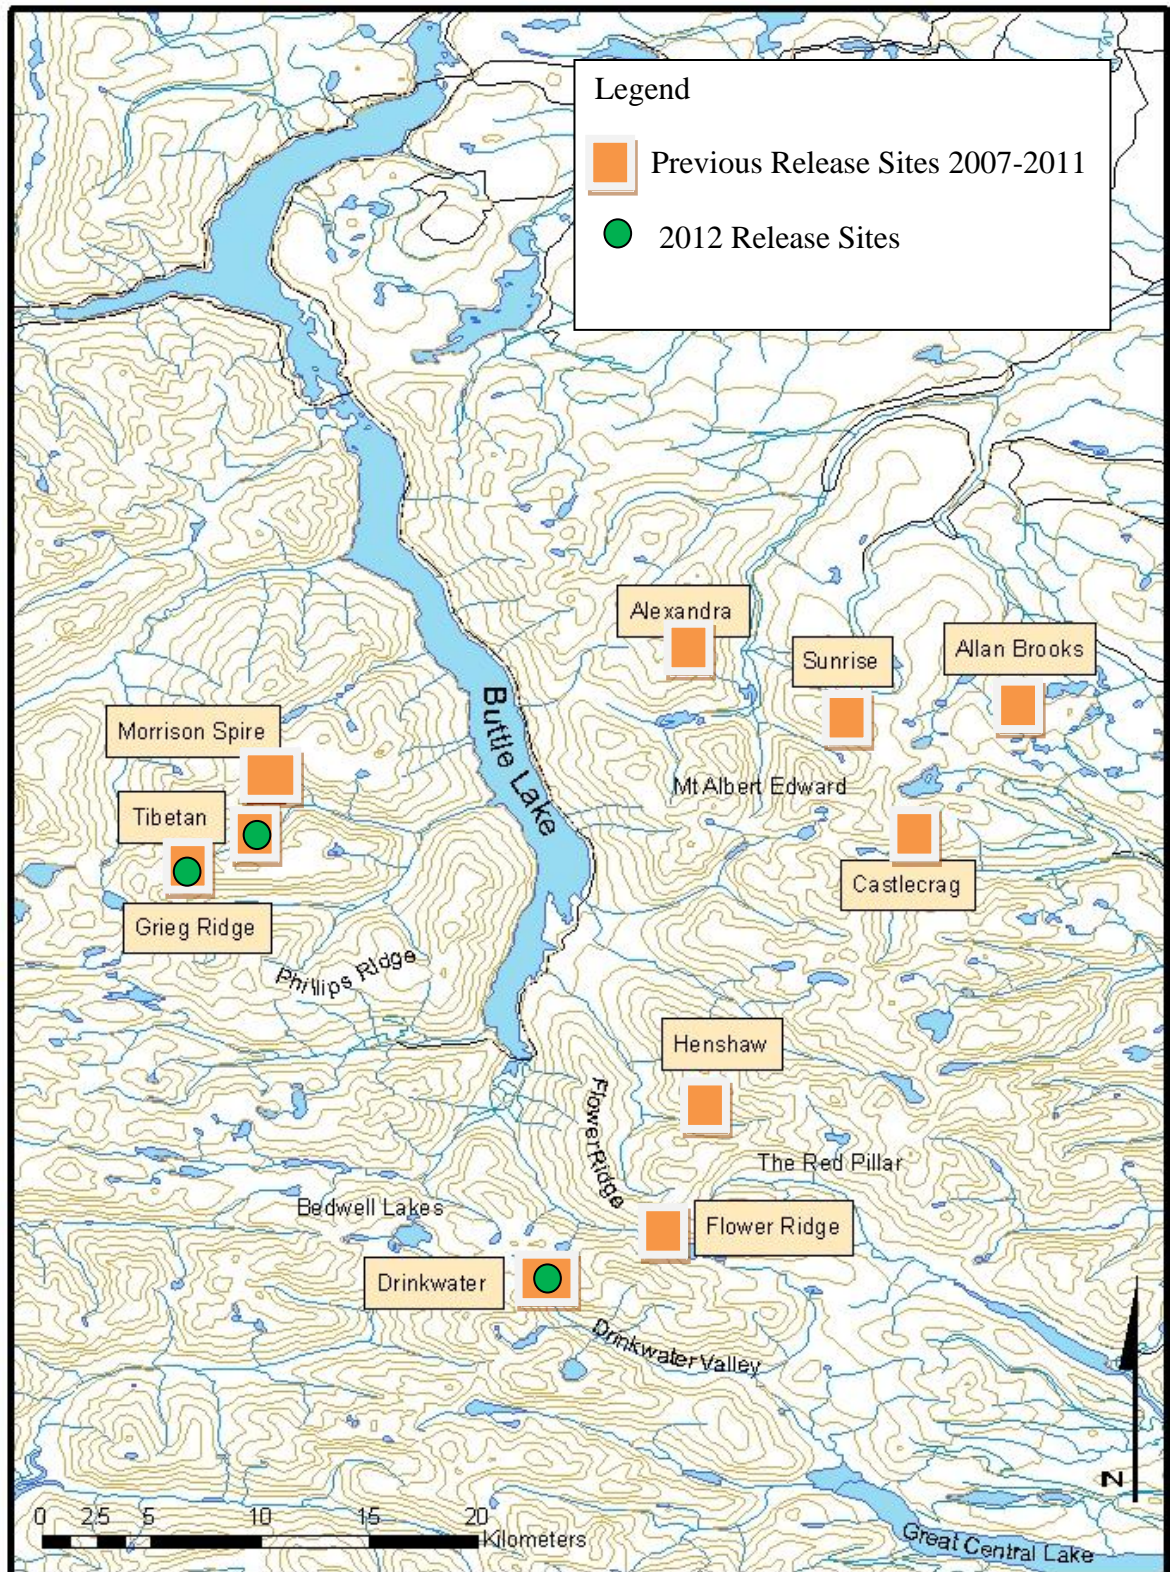 Legend
Previous Release Sites 2007-2011
2012 Release Sites
Alexandra
Sunrise
Allan Brooks
Buttle Lake
Morrison Spire
Mt Albert Edward
Tibetan
Castlecrag
Grieg Ridge
Phillips Ridge
Henshaw
Flower Ridge
The Red Pillar
Bedwell Lakes
Flower Ridge
Drinkwater
Drinkwater Valley
N
0 2.5 5 10 15 20
Kilometers
Great Central Lake